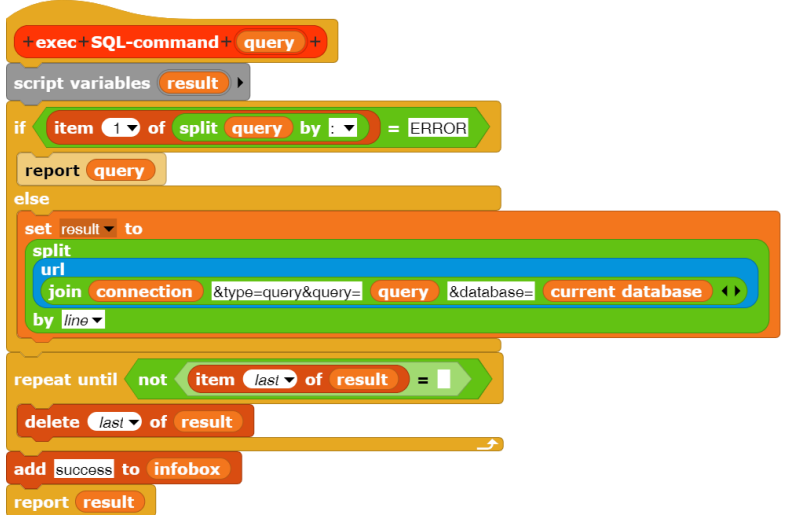 +exec+SQL-command+ query +
script variables result
if item 1 of split query by : = ERROR
report query
else
set result to
split
url
join connection &type=query&query= query &database= current database
by line
repeat until not item last of result =
delete last of result
add success to infobox
report result